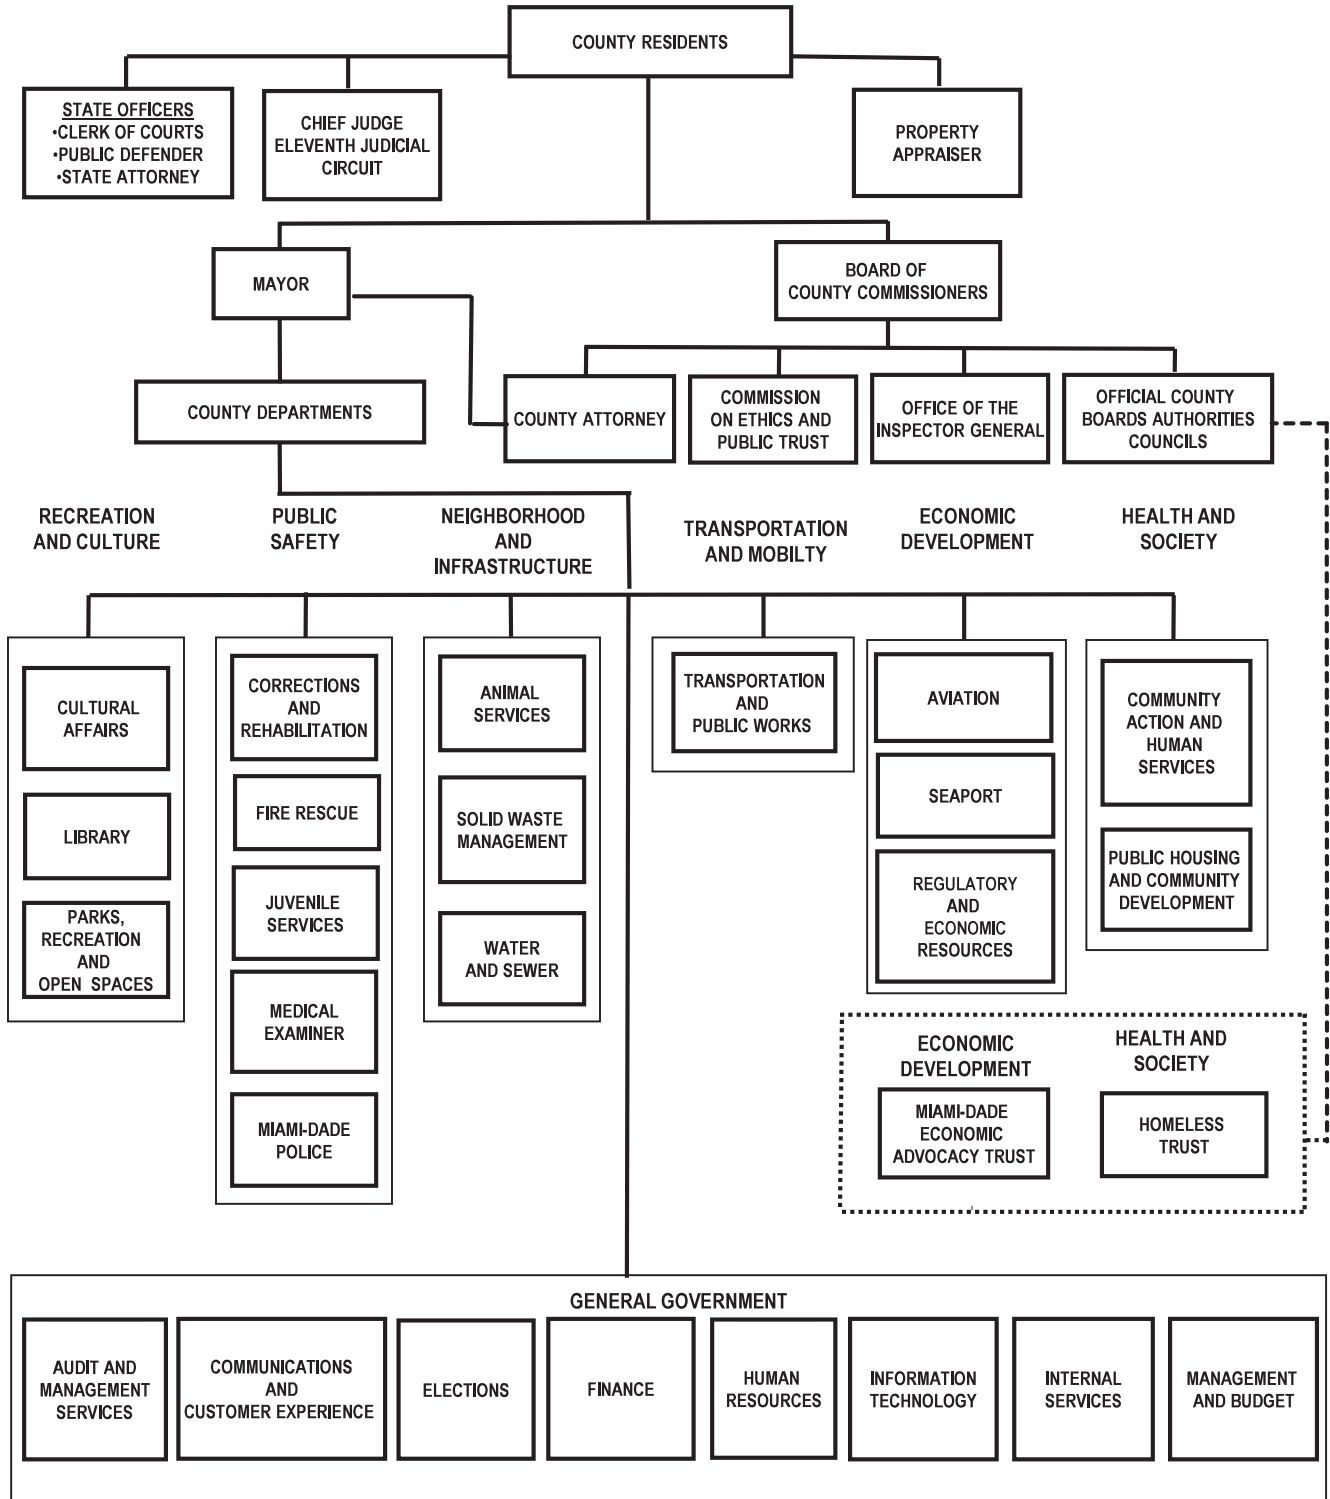 COUNTY RESIDENTS
STATE OFFICERS
•CLERK OF COURTS
•PUBLIC DEFENDER
•STATE ATTORNEY
CHIEF JUDGE
ELEVENTH JUDICIAL
CIRCUIT
PROPERTY
APPRAISER
MAYOR
BOARD OF
COUNTY COMMISSIONERS
COUNTY DEPARTMENTS
COUNTY ATTORNEY
COMMISSION
ON ETHICS AND
PUBLIC TRUST
OFFICE OF THE
INSPECTOR GENERAL
OFFICIAL COUNTY
BOARDS AUTHORITIES
COUNCILS
RECREATION
AND CULTURE
PUBLIC
SAFETY
NEIGHBORHOOD
AND
INFRASTRUCTURE
TRANSPORTATION
AND MOBILTY
ECONOMIC
DEVELOPMENT
HEALTH AND
SOCIETY
CULTURAL
AFFAIRS
LIBRARY
PARKS,
RECREATION
AND
OPEN SPACES
CORRECTIONS
AND
REHABILITATION
FIRE RESCUE
JUVENILE
SERVICES
MEDICAL
EXAMINER
MIAMI-DADE
POLICE
ANIMAL
SERVICES
SOLID WASTE
MANAGEMENT
WATER
AND SEWER
TRANSPORTATION
AND
PUBLIC WORKS
AVIATION
SEAPORT
REGULATORY
AND
ECONOMIC
RESOURCES
COMMUNITY
ACTION AND
HUMAN
SERVICES
PUBLIC HOUSING
AND COMMUNITY
DEVELOPMENT
ECONOMIC
DEVELOPMENT
MIAMI-DADE
ECONOMIC
ADVOCACY TRUST
HEALTH AND
SOCIETY
HOMELESS
TRUST
GENERAL GOVERNMENT
AUDIT AND
MANAGEMENT
SERVICES
COMMUNICATIONS
AND
CUSTOMER EXPERIENCE
ELECTIONS
FINANCE
HUMAN
RESOURCES
INFORMATION
TECHNOLOGY
INTERNAL
SERVICES
MANAGEMENT
AND BUDGET